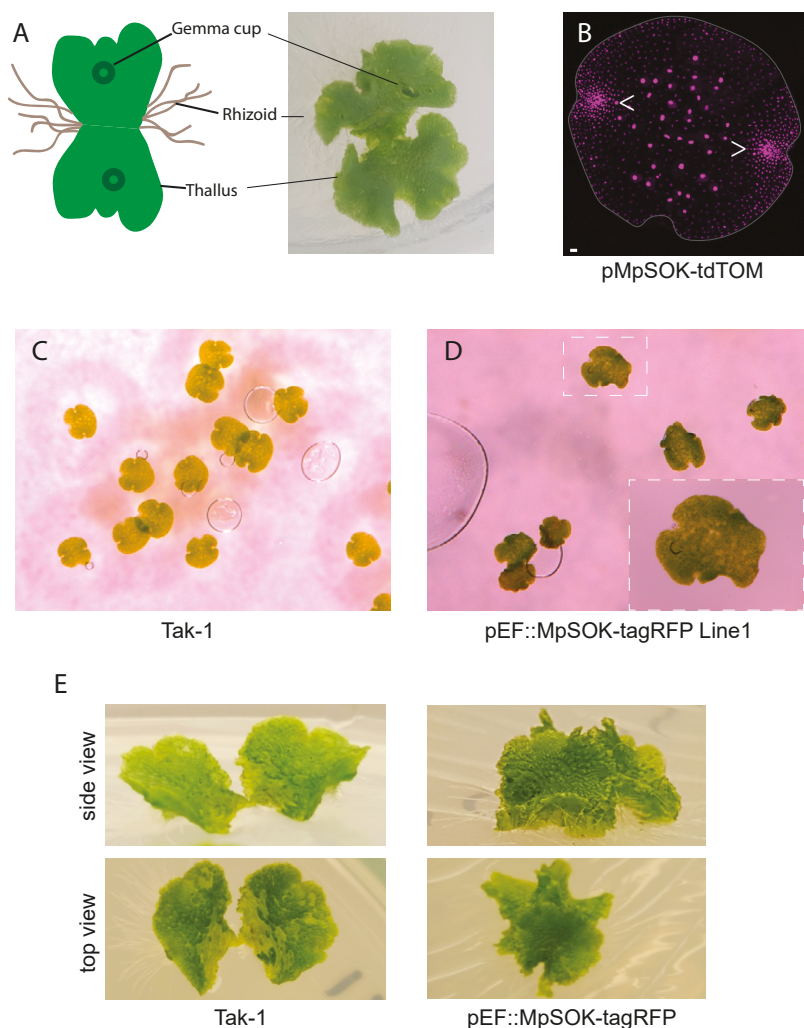 A
Gemma cup
Rhizoid
Thallus
B
<
>
pMpSOK-tdTOM
C
Tak-1
D
pEF::MpSOK-tagRFP Line1
E
side view
top view
Tak-1
pEF::MpSOK-tagRFP